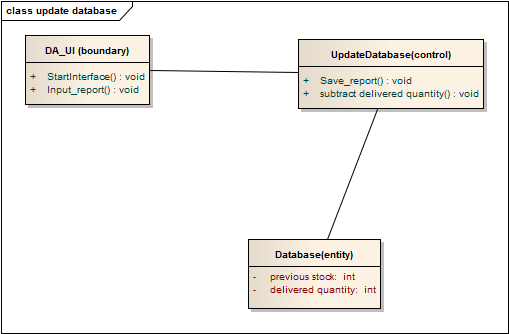 class update database
DA_UI (boundary)
+ StartInterface() : void
+ Input_report() : void
UpdateDatabase(control)
+ Save_report() : void
+ subtract delivered quantity() : void
Database(entity)
- previous stock: int
- delivered quantity: int